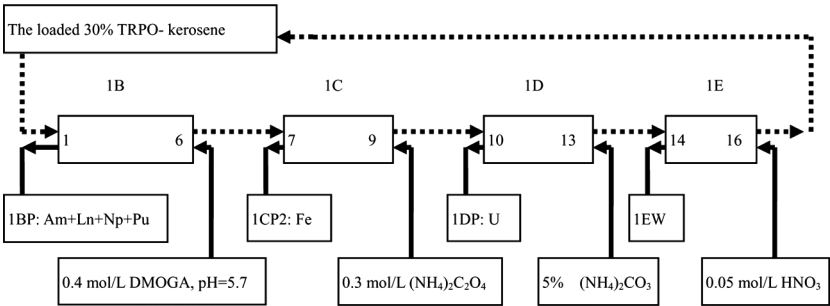 The loaded 30% TRPO- kerosene
1B 1C 1D 1E
1 6 7 9 10 13 14 16
1BP: Am+Ln+Np+Pu 1CP2: Fe 1DP: U 1EW
0.4 mol/L DMOGA, pH=5.7 0.3 mol/L (NH₄)₂C₂O₄ 5% (NH₄)₂CO₃ 0.05 mol/L HNO₃